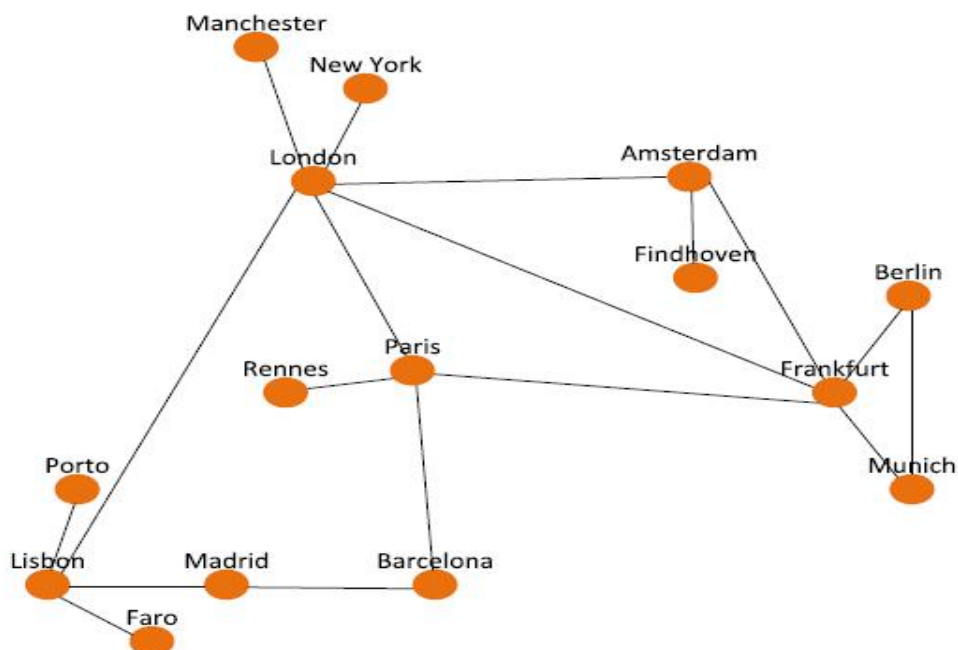 Manchester
New York
London
Amsterdam
Findhoven
Berlin
Paris
Rennes
Frankfurt
Porto
Munich
Lisbon
Madrid
Barcelona
Faro